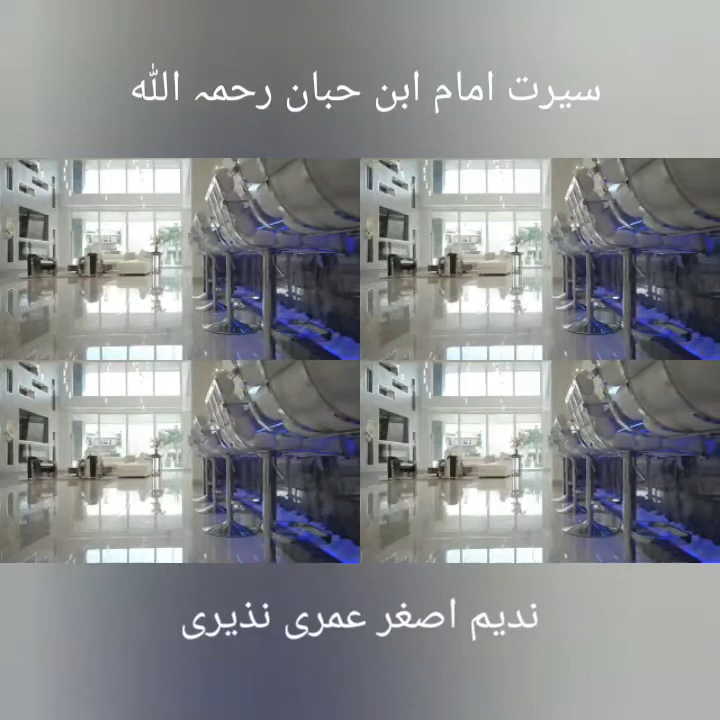 سیرت امام ابن حبان رحمہ اللہ
ندیم اصغر عمری نذیری